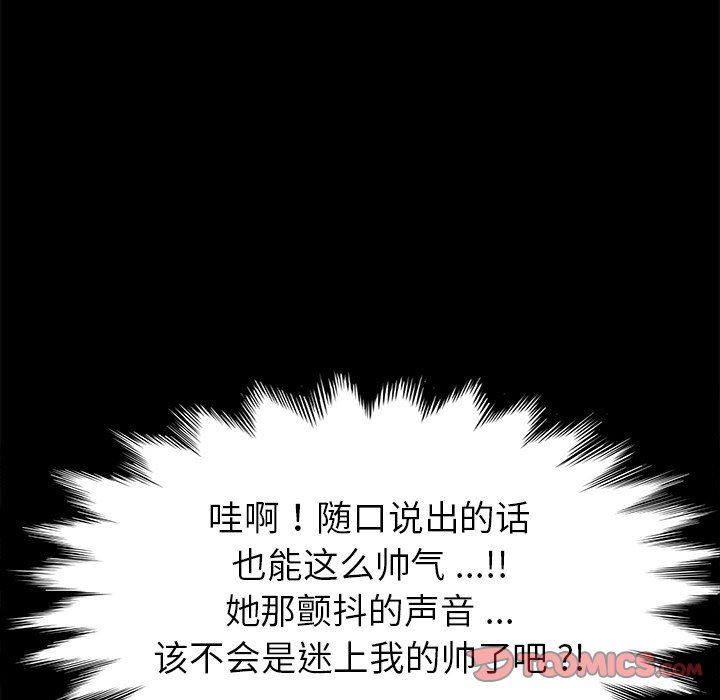 哇啊！随口说出的话
也能这么帅气 ...!!
她那颤抖的声音 ...
该不会是迷上我的帅了吧 ?!
TOOMICS.COM